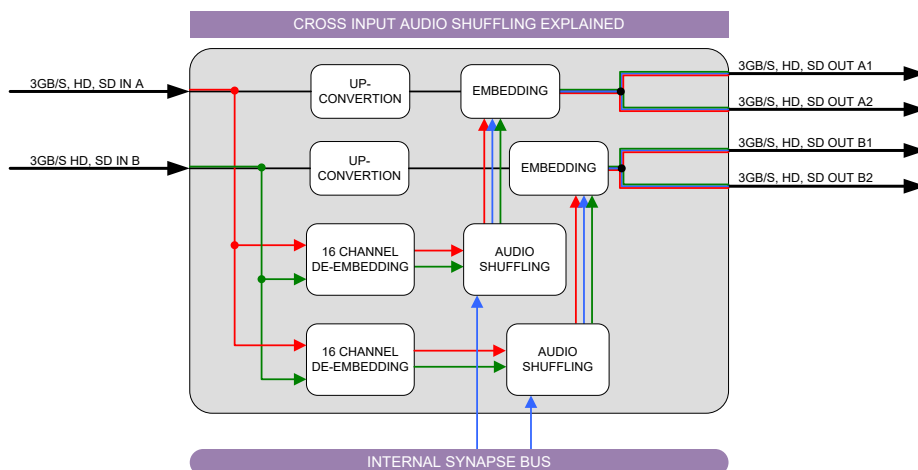 CROSS INPUT AUDIO SHUFFLING EXPLAINED
3GB/S, HD, SD IN A
UP-
CONVERTION
EMBEDDING
3GB/S, HD, SD OUT A1
3GB/S, HD, SD OUT A2
3GB/S HD, SD IN B
UP-
CONVERTION
EMBEDDING
3GB/S, HD, SD OUT B1
3GB/S, HD, SD OUT B2
16 CHANNEL
DE-EMBEDDING
AUDIO
SHUFFLING
16 CHANNEL
DE-EMBEDDING
AUDIO
SHUFFLING
INTERNAL SYNAPSE BUS